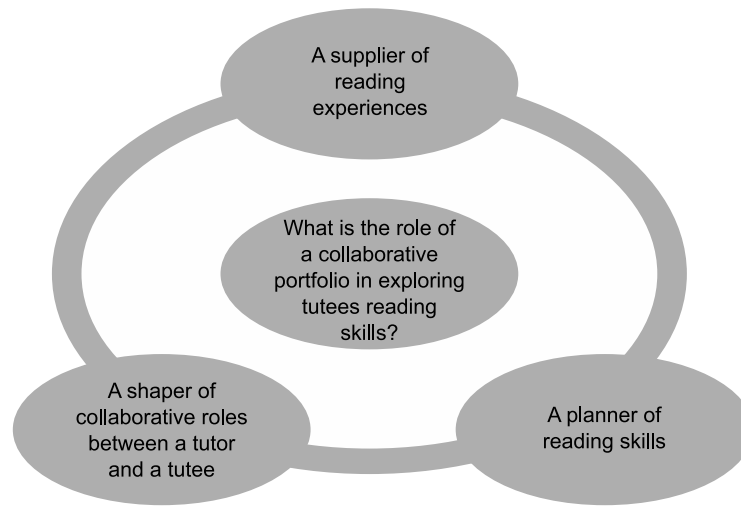 A supplier of
reading
experiences
What is the role of
a collaborative
portfolio in exploring
tutees reading
skills?
A shaper of
collaborative roles
between a tutor
and a tutee
A planner of
reading skills